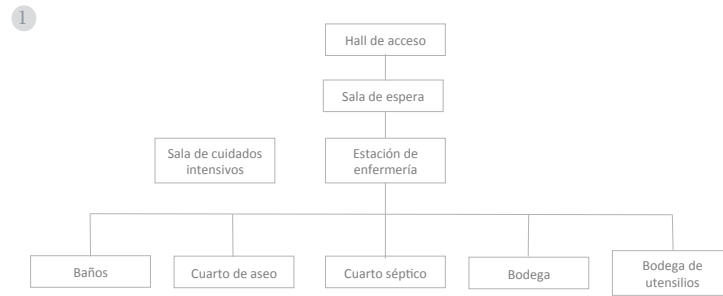 1
Hall de acceso
Sala de espera
Sala de cuidados
intensivos
Estación de
enfermería
Baños
Cuarto de aseo
Cuarto séptico
Bodega
Bodega de
utensilios